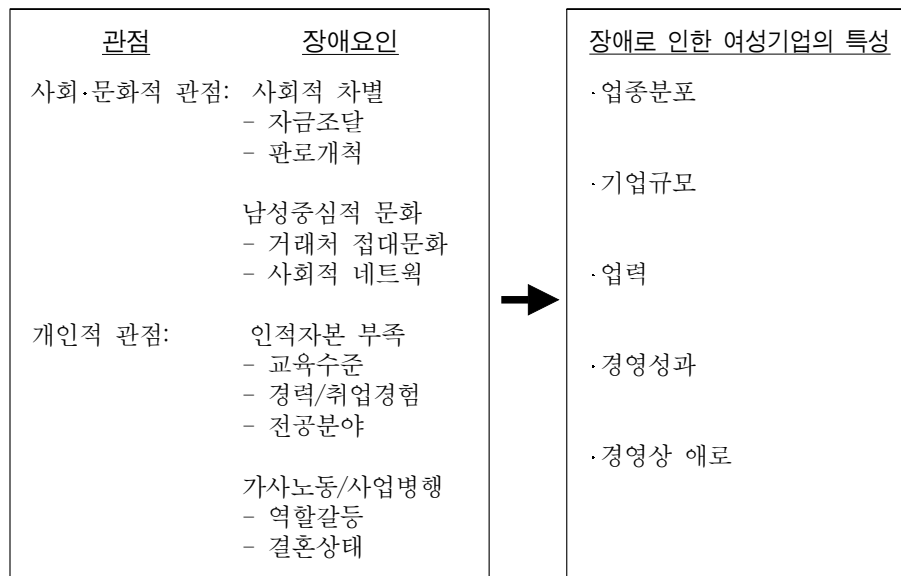 관점 장애요인
사회·문화적 관점: 사회적 차별
- 자금조달
- 판로개척
남성중심적 문화
- 거래처 접대문화
- 사회적 네트웍
개인적 관점: 인적자본 부족
- 교육수준
- 경력/취업경험
- 전공분야
가사노동/사업병행
- 역할갈등
- 결혼상태
장애로 인한 여성기업의 특성
·업종분포
·기업규모
·업력
·경영성과
·경영상 애로